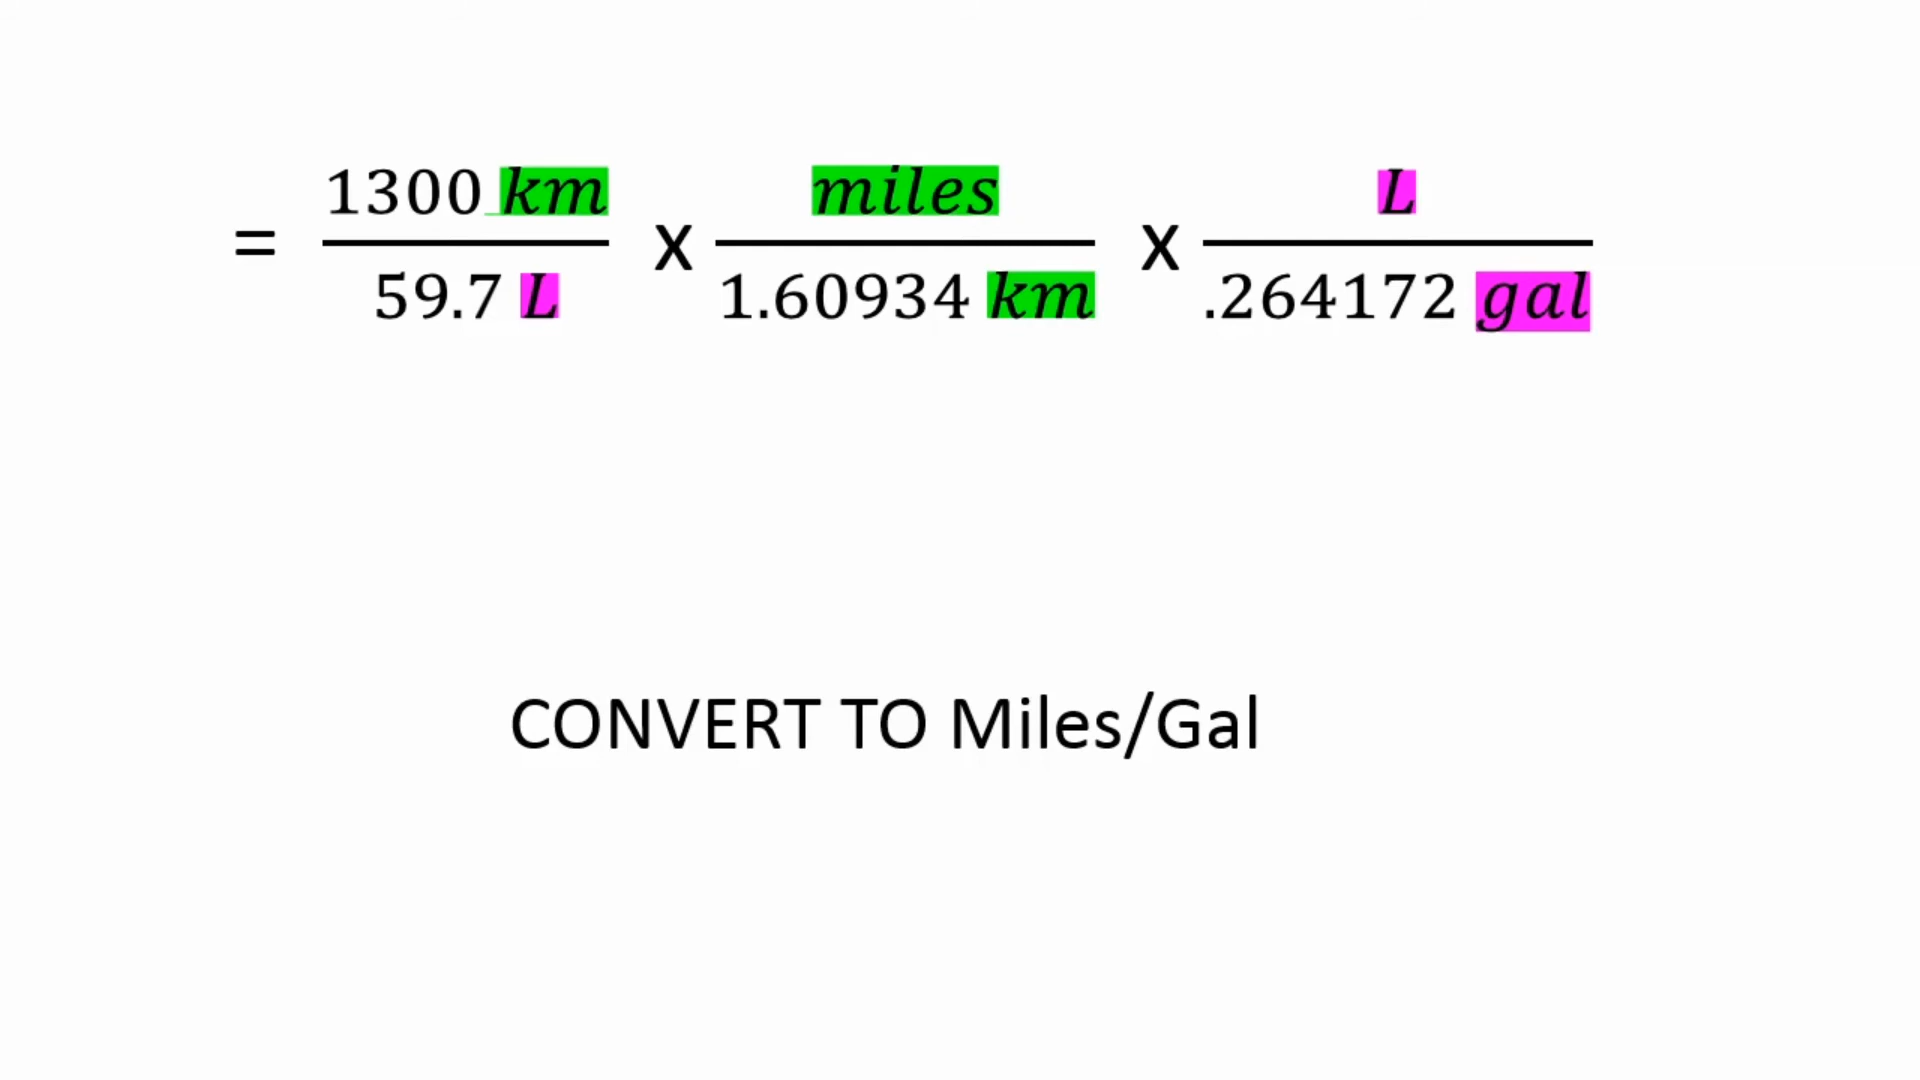 = 1300 km / 59.7 L x miles / 1.60934 km x L / .264172 gal
CONVERT TO Miles/Gal